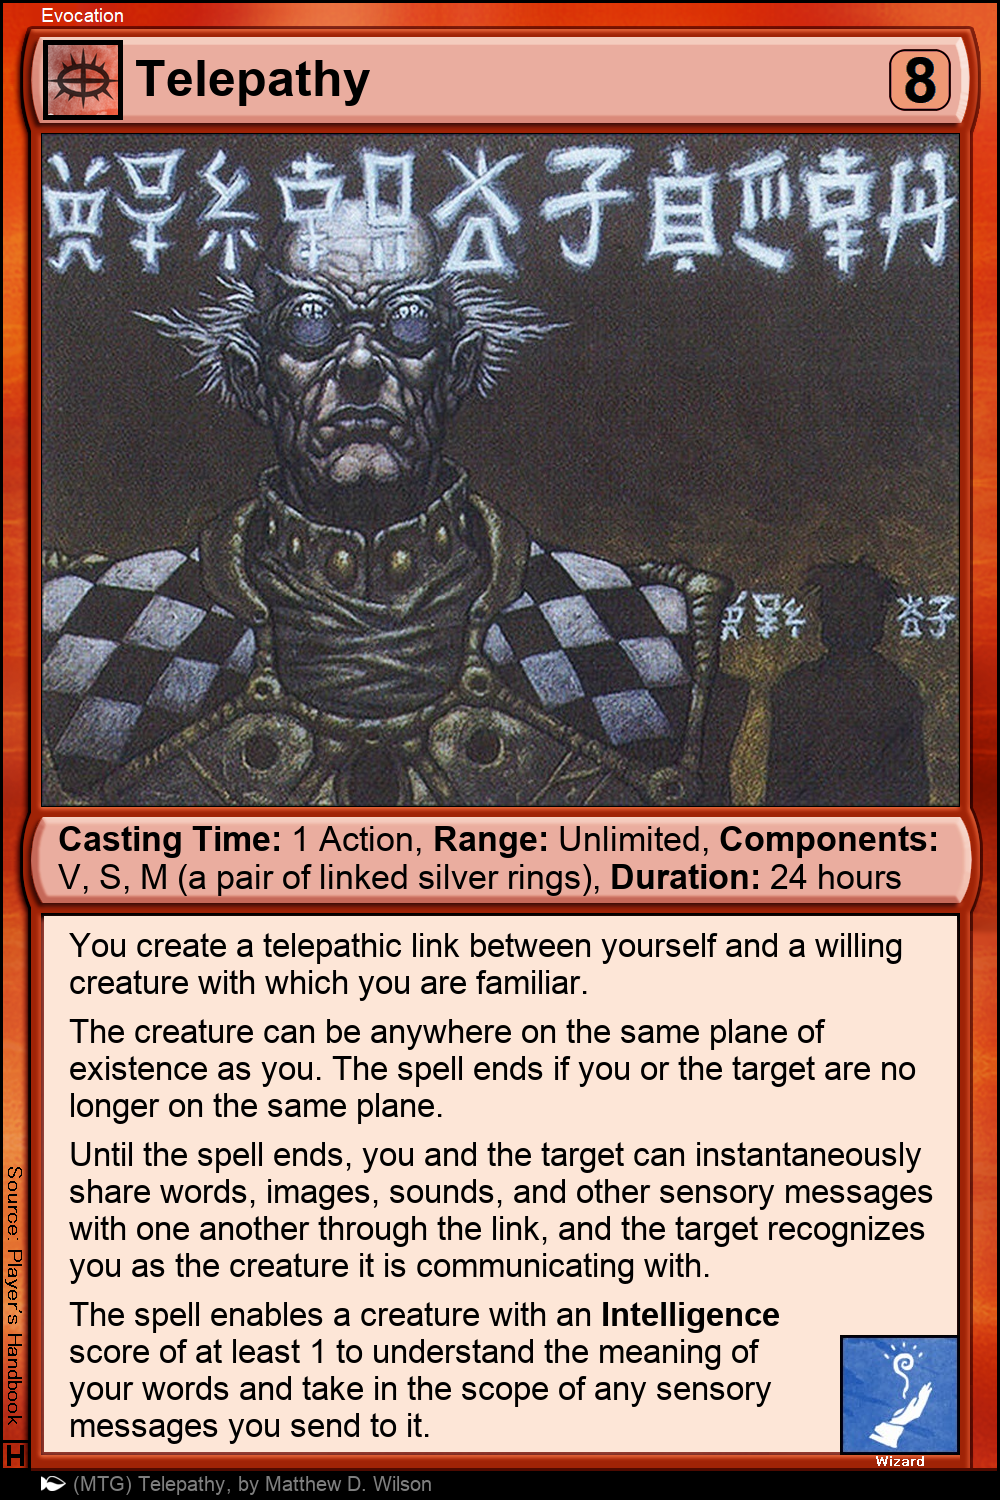 Evocation
Telepathy
8
Casting Time: 1 Action, Range: Unlimited, Components:
V, S, M (a pair of linked silver rings), Duration: 24 hours
You create a telepathic link between yourself and a willing
creature with which you are familiar.
The creature can be anywhere on the same plane of
existence as you. The spell ends if you or the target are no
longer on the same plane.
Until the spell ends, you and the target can instantaneously
share words, images, sounds, and other sensory messages
with one another through the link, and the target recognizes
you as the creature it is communicating with.
The spell enables a creature with an Intelligence
score of at least 1 to understand the meaning of
your words and take in the scope of any sensory
messages you send to it.
Wizard
Source: Player's Handbook
H
(MTG) Telepathy, by Matthew D. Wilson